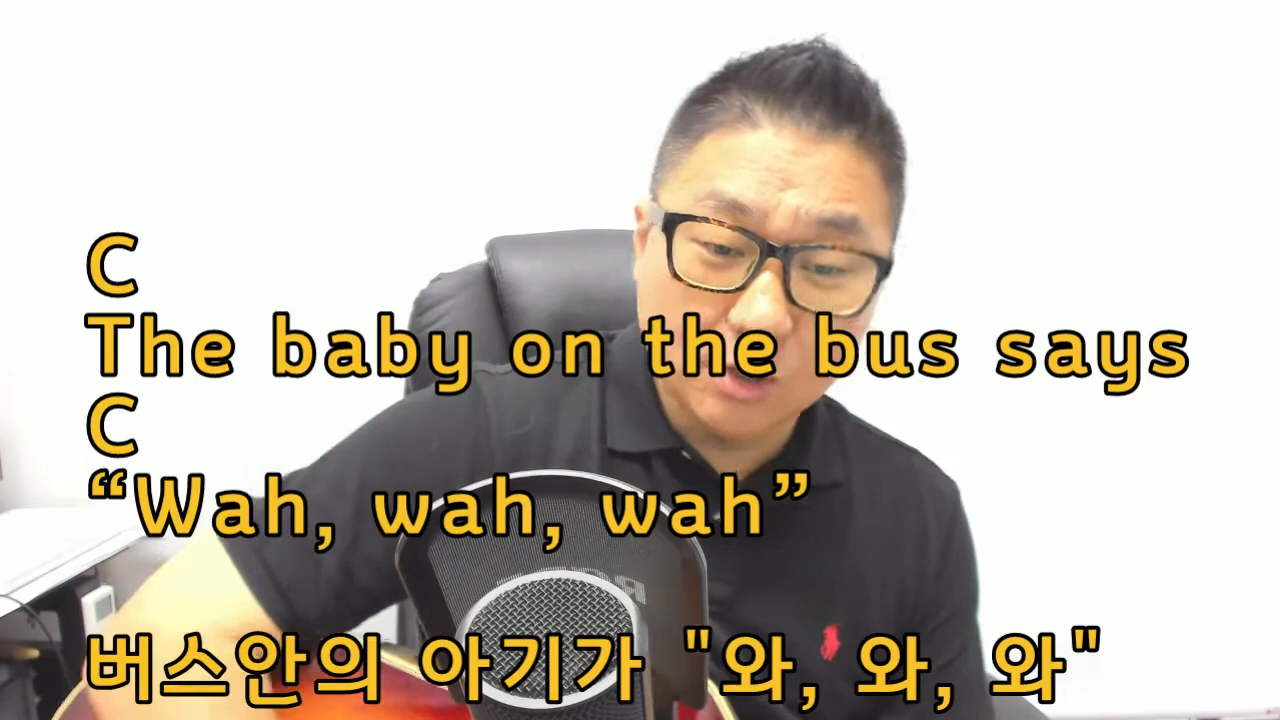 C
The baby on the bus says
C
“Wah, wah, wah”
버스안의 아기가 "와, 와, 와"